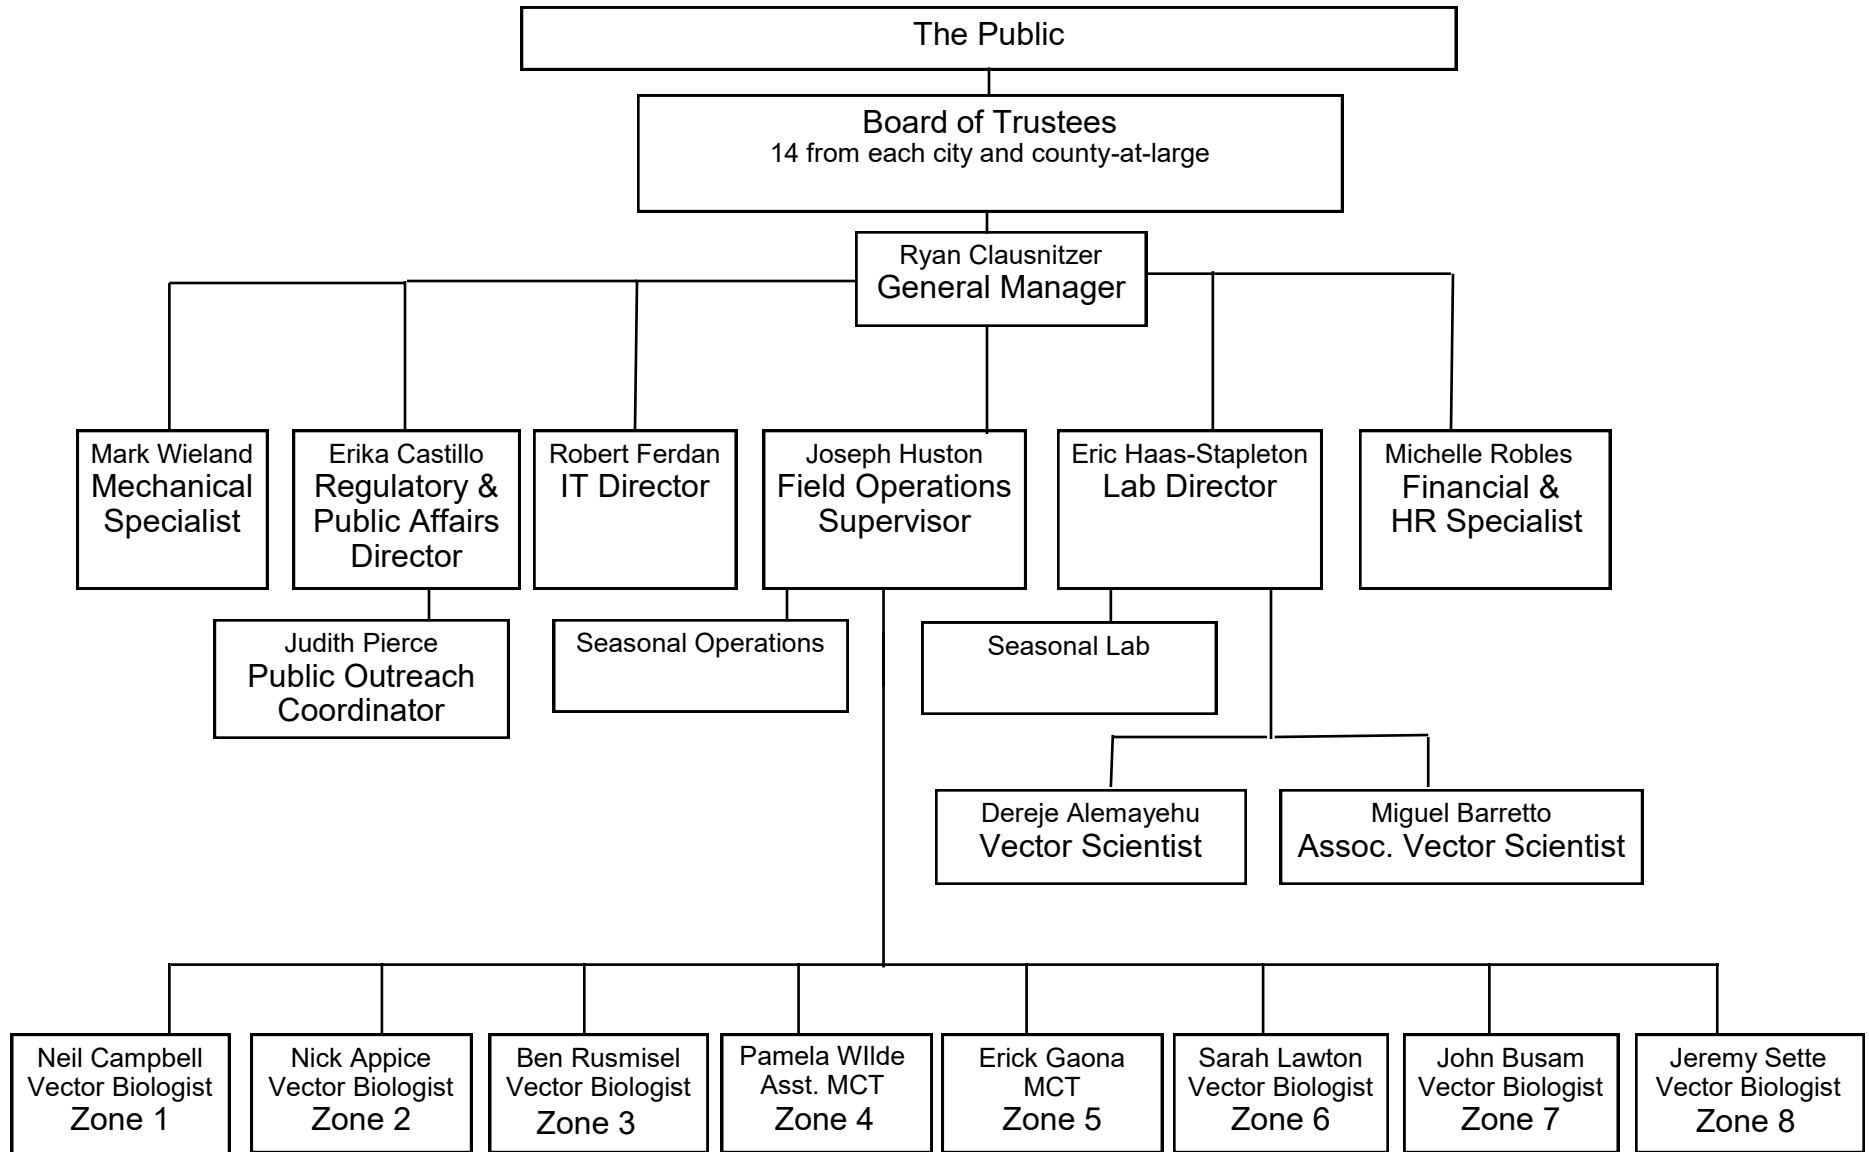 The Public
Board of Trustees
14 from each city and county-at-large
Ryan Clausnitzer
General Manager
Mark Wieland
Mechanical
Specialist
Erika Castillo
Regulatory &
Public Affairs
Director
Robert Ferdan
IT Director
Joseph Huston
Field Operations
Supervisor
Eric Haas-Stapleton
Lab Director
Michelle Robles
Financial &
HR Specialist
Judith Pierce
Public Outreach
Coordinator
Seasonal Operations
Seasonal Lab
Dereje Alemayehu
Vector Scientist
Miguel Barretto
Assoc. Vector Scientist
Neil Campbell
Vector Biologist
Zone 1
Nick Appice
Vector Biologist
Zone 2
Ben Rusmisel
Vector Biologist
Zone 3
Pamela WIlde
Asst. MCT
Zone 4
Erick Gaona
MCT
Zone 5
Sarah Lawton
Vector Biologist
Zone 6
John Busam
Vector Biologist
Zone 7
Jeremy Sette
Vector Biologist
Zone 8